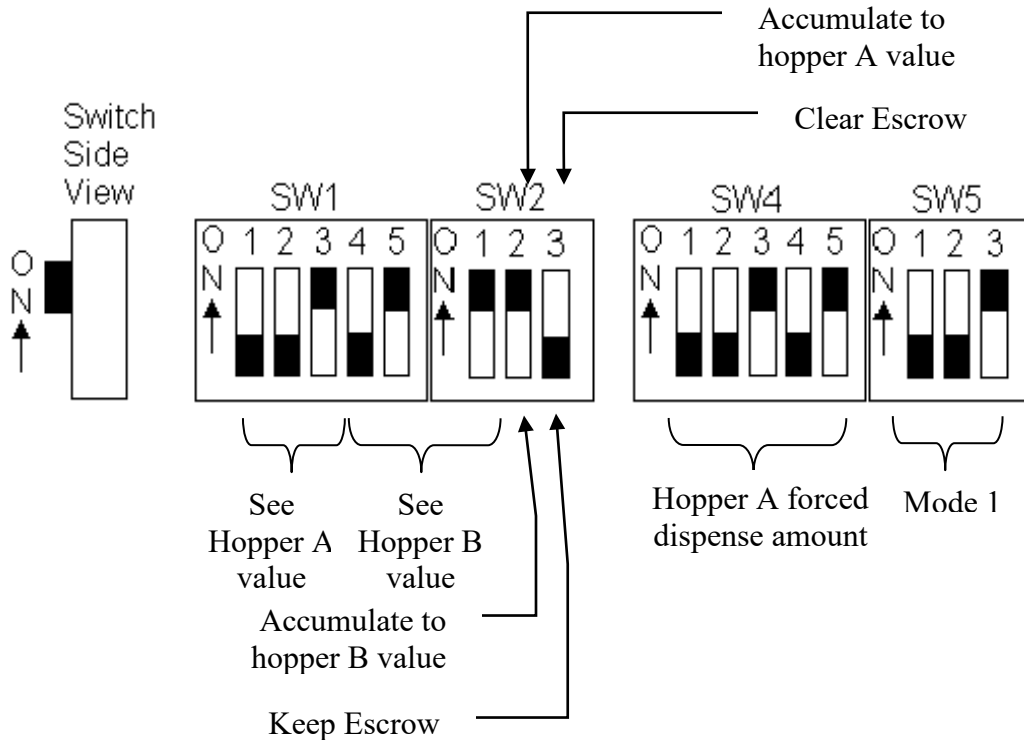 Accumulate to
hopper A value
Clear Escrow
Switch
Side
View
O
N
SW1
O 1 2 3 4 5
N
SW2
O 1 2 3
N
SW4
O 1 2 3 4 5
N
SW5
O 1 2 3
N
See
Hopper A
value
See
Hopper B
value
Hopper A forced
dispense amount
Mode 1
Accumulate to
hopper B value
Keep Escrow